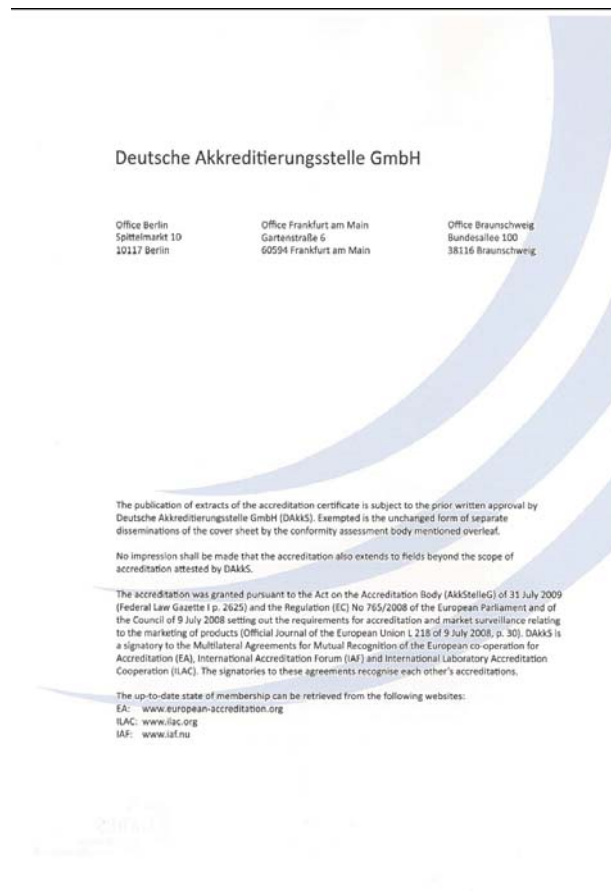 Deutsche Akkreditierungsstelle GmbH
Office Berlin
Spittelmarkt 10
10117 Berlin
Office Frankfurt am Main
Gartenstraße 6
60594 Frankfurt am Main
Office Braunschweig
Bundesallee 100
38116 Braunschweig
The publication of extracts of the accreditation certificate is subject to the prior written approval by
Deutsche Akkreditierungsstelle GmbH (DAkkS). Exempted is the unchanged form of separate
disseminations of the cover sheet by the conformity assessment body mentioned overleaf.
No impression shall be made that the accreditation also extends to fields beyond the scope of
accreditation attested by DAkkS.
The accreditation was granted pursuant to the Act on the Accreditation Body (AkkStelleG) of 31 July 2009
(Federal Law Gazette I p. 2625) and the Regulation (EC) No 765/2008 of the European Parliament and of
the Council of 9 July 2008 setting out the requirements for accreditation and market surveillance relating
to the marketing of products (Official Journal of the European Union L 218 of 9 July 2008, p. 30). DAkkS is
a signatory to the Multilateral Agreements for Mutual Recognition of the European co-operation for
Accreditation (EA), International Accreditation Forum (IAF) and International Laboratory Accreditation
Cooperation (ILAC). The signatories to these agreements recognise each other's accreditations.
The up-to-date state of membership can be retrieved from the following websites:
EA: www.european-accreditation.org
ILAC: www.ilac.org
IAF: www.iaf.nu